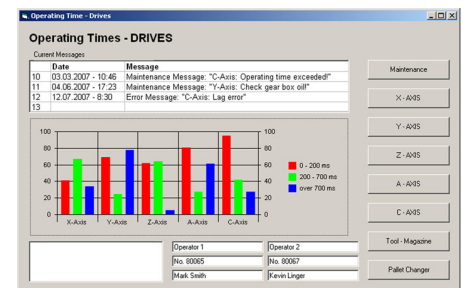 Operating Time - Drives
Operating Times - DRIVES
Current Messages
Date Message
10 03.03.2007 - 10:46 Maintenance Message: "C-Axis: Operating time exceeded!"
11 04.06.2007 - 17:23 Maintenance Message: "Y-Axis: Check gear box oil!"
12 12.07.2007 - 8:30 Error Message: "C-Axis: Lag error"
13
Maintenance
X - AXIS
Y - AXIS
Z - AXIS
A - AXIS
C - AXIS
Tool - Magazine
Pallet Changer
100 100
80 80
60 60
40 40
20 20
0 0
X-Axis Y-Axis Z-Axis A-Axis C-Axis
0 - 200 ms
200 - 700 ms
over 700 ms
Operator 1 Operator 2
No. 80065 No. 80067
Mark Smith Kevin Linger